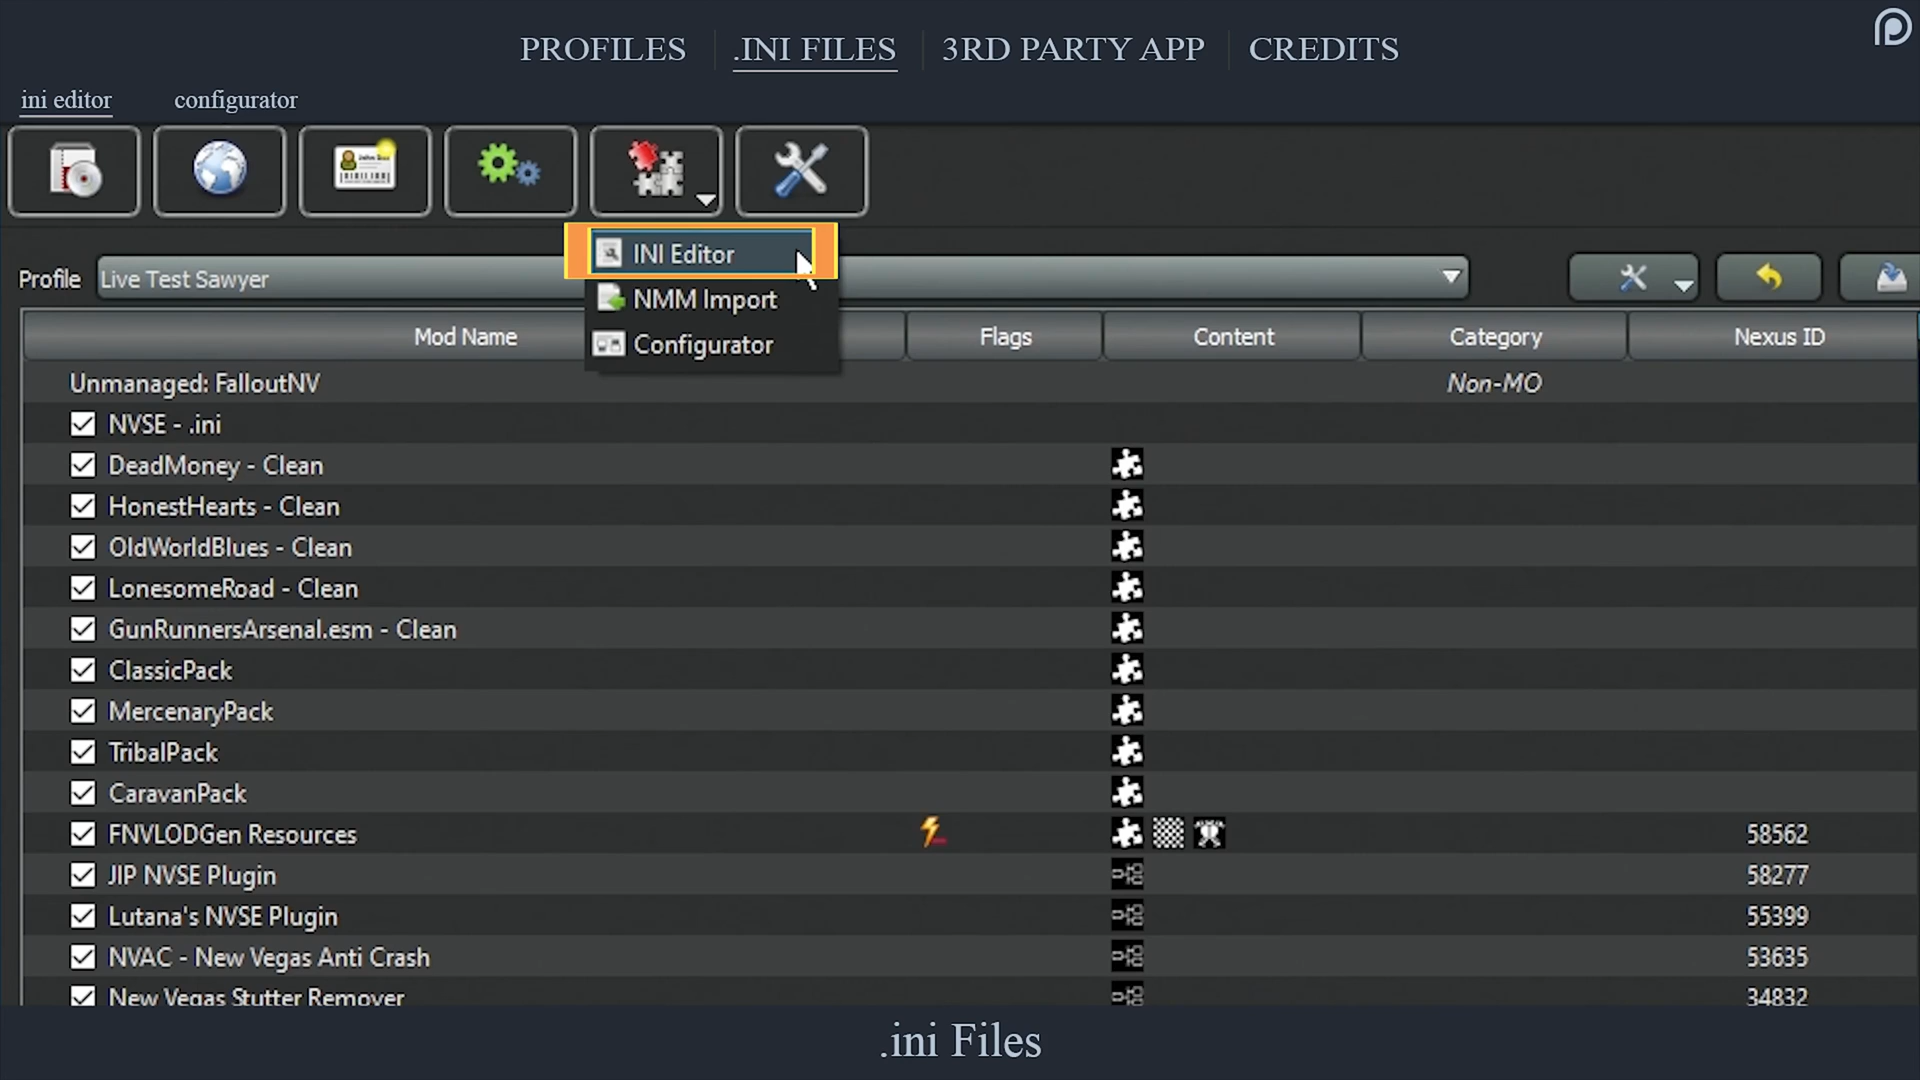 PROFILES .INI FILES 3RD PARTY APP CREDITS
ini editor configurator
INI Editor
Profile Live Test Sawyer
NMM Import
Mod Name Flags Content Category Nexus ID
Configurator
Unmanaged: FalloutNV Non-MO
NVSE - .ini
DeadMoney - Clean
HonestHearts - Clean
OldWorldBlues - Clean
LonesomeRoad - Clean
GunRunnersArsenal.esm - Clean
ClassicPack
MercenaryPack
TribalPack
CaravanPack
FNVLODGen Resources 58562
JIP NVSE Plugin 58277
Lutana's NVSE Plugin 55399
NVAC - New Vegas Anti Crash 53635
New Vegas Stutter Remover 34832
.ini Files